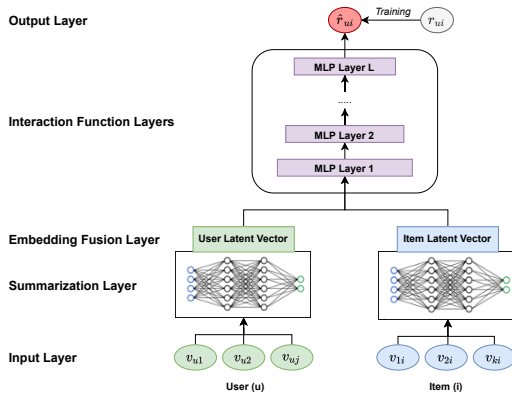 Output Layer
r̂ui
Training
rui
MLP Layer L
.....
Interaction Function Layers
MLP Layer 2
MLP Layer 1
Embedding Fusion Layer
User Latent Vector
Item Latent Vector
Summarization Layer
Input Layer
vu1
vu2
vuj
v1i
v2i
vki
User (u)
Item (i)